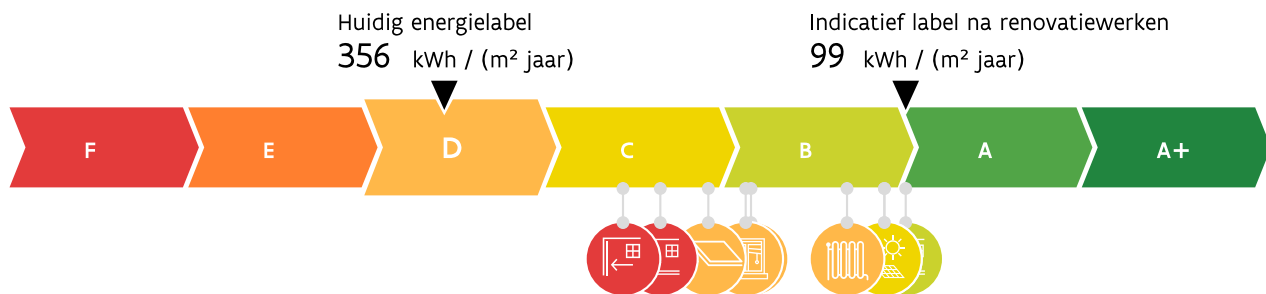 Huidig energielabel
356 kWh / (m² jaar)
Indicatief label na renovatiewerken
99 kWh / (m² jaar)
F E D C B A A+